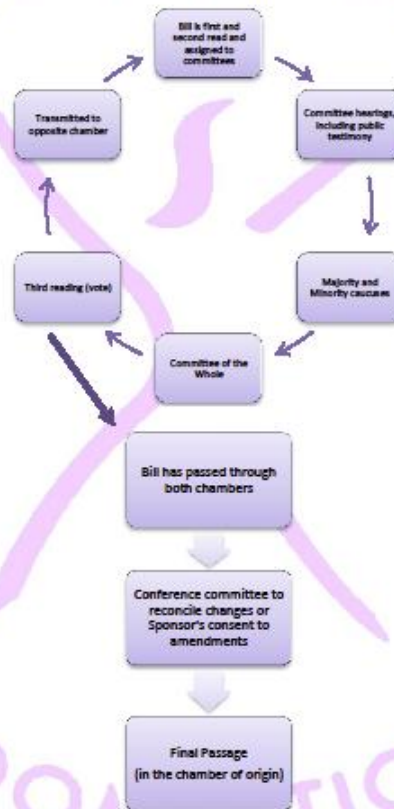 Bill is first and
second read and
assigned to
committees
Transmitted to
opposite chamber
Committee hearings,
including public
testimony
Third reading (vote)
Majority and
Minority caucuses
Committee of the
Whole
Bill has passed through
both chambers
Conference committee to
reconcile changes or
Sponsor's consent to
amendments
Final Passage
(in the chamber of origin)